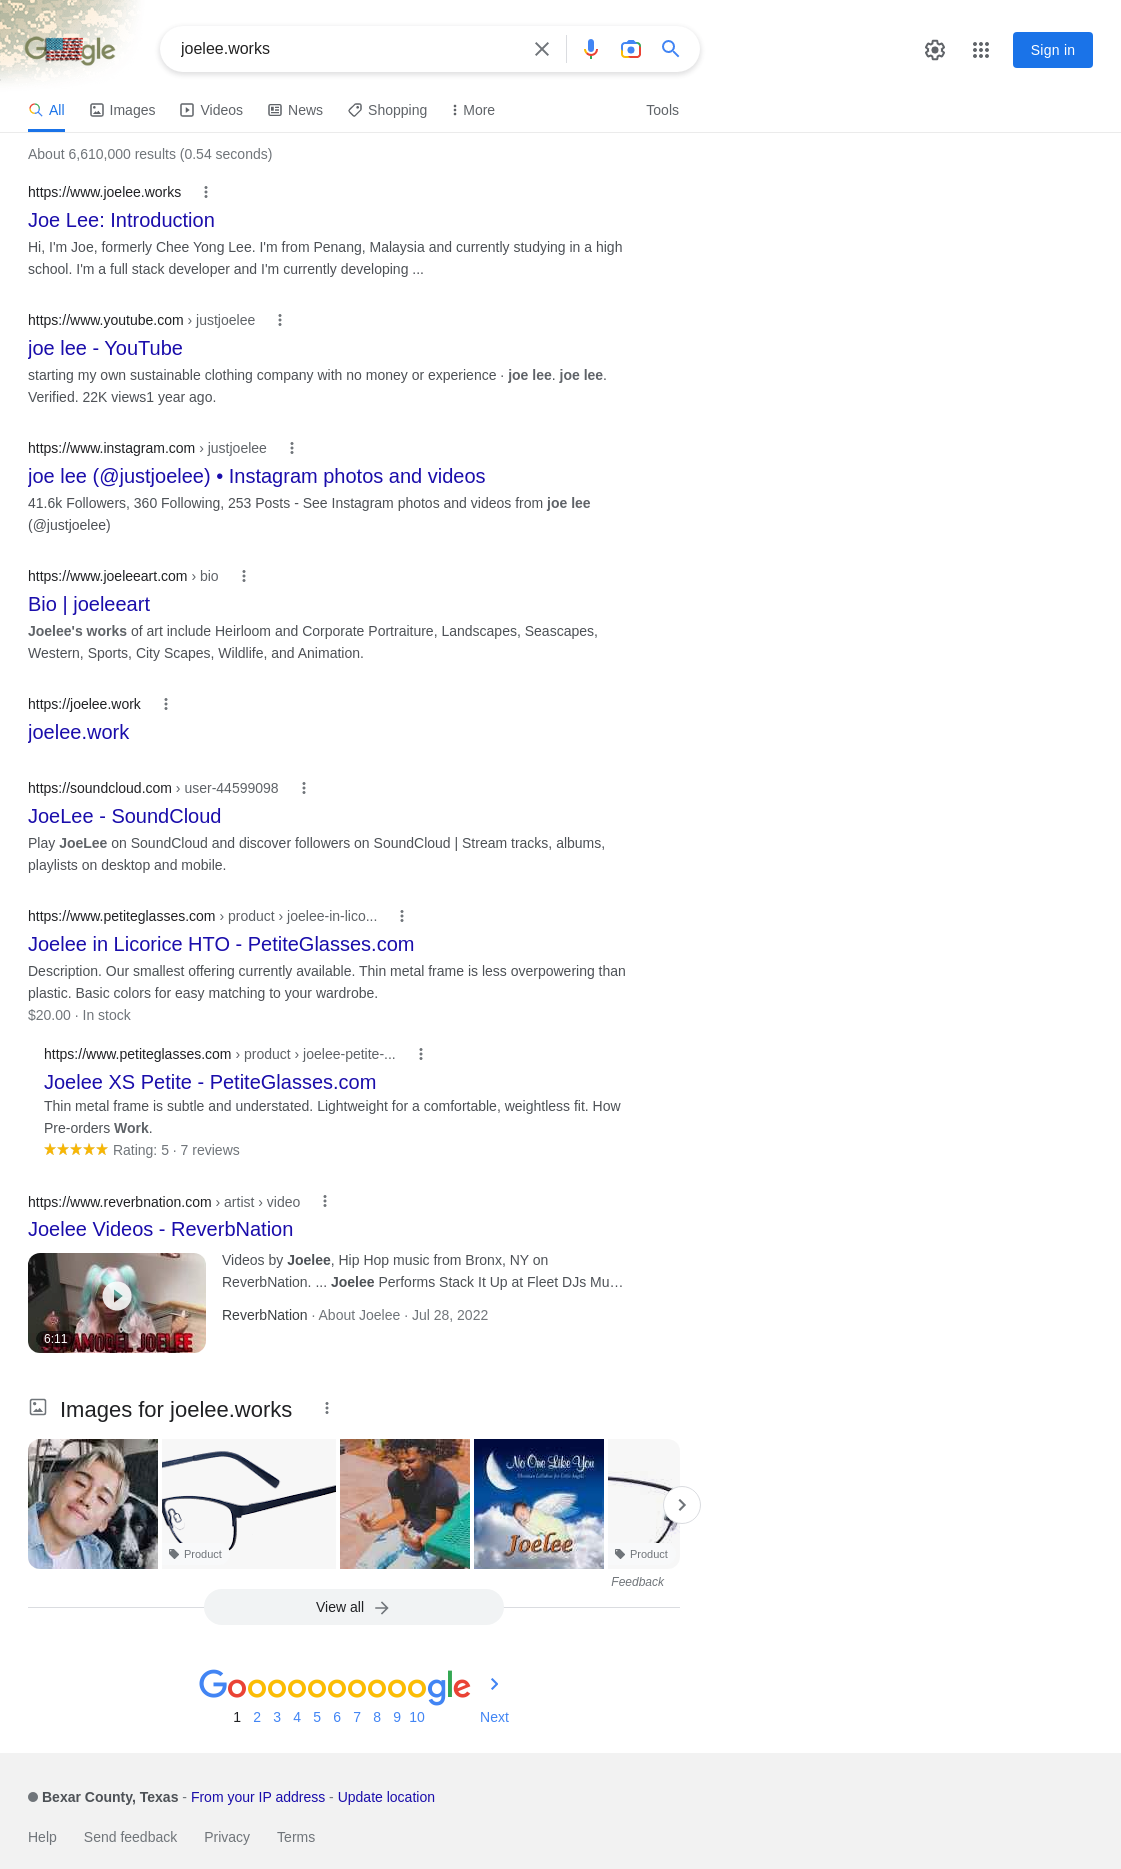 Google
joelee.works
Sign in
All Images Videos News Shopping More Tools
About 6,610,000 results (0.54 seconds)
https://www.joelee.works
Joe Lee: Introduction
Hi, I'm Joe, formerly Chee Yong Lee. I'm from Penang, Malaysia and currently studying in a high
school. I'm a full stack developer and I'm currently developing ...
https://www.youtube.com › justjoelee
joe lee - YouTube
starting my own sustainable clothing company with no money or experience · joe lee. joe lee.
Verified. 22K views1 year ago.
https://www.instagram.com › justjoelee
joe lee (@justjoelee) • Instagram photos and videos
41.6k Followers, 360 Following, 253 Posts - See Instagram photos and videos from joe lee
(@justjoelee)
https://www.joeleeart.com › bio
Bio | joeleeart
Joelee's works of art include Heirloom and Corporate Portraiture, Landscapes, Seascapes,
Western, Sports, City Scapes, Wildlife, and Animation.
https://joelee.work
joelee.work
https://soundcloud.com › user-44599098
JoeLee - SoundCloud
Play JoeLee on SoundCloud and discover followers on SoundCloud | Stream tracks, albums,
playlists on desktop and mobile.
https://www.petiteglasses.com › product › joelee-in-lico...
Joelee in Licorice HTO - PetiteGlasses.com
Description. Our smallest offering currently available. Thin metal frame is less overpowering than
plastic. Basic colors for easy matching to your wardrobe.
$20.00 · In stock
https://www.petiteglasses.com › product › joelee-petite-...
Joelee XS Petite - PetiteGlasses.com
Thin metal frame is subtle and understated. Lightweight for a comfortable, weightless fit. How
Pre-orders Work.
Rating: 5 · 7 reviews
https://www.reverbnation.com › artist › video
Joelee Videos - ReverbNation
Videos by Joelee, Hip Hop music from Bronx, NY on
ReverbNation. ... Joelee Performs Stack It Up at Fleet DJs Mu…
ReverbNation · About Joelee · Jul 28, 2022
JOELEE
6:11
Images for joelee.works
No One Like You
Joelee
Product
Product
Feedback
View all
Goooooooooogle
1 2 3 4 5 6 7 8 9 10 Next
Bexar County, Texas - From your IP address - Update location
Help Send feedback Privacy Terms